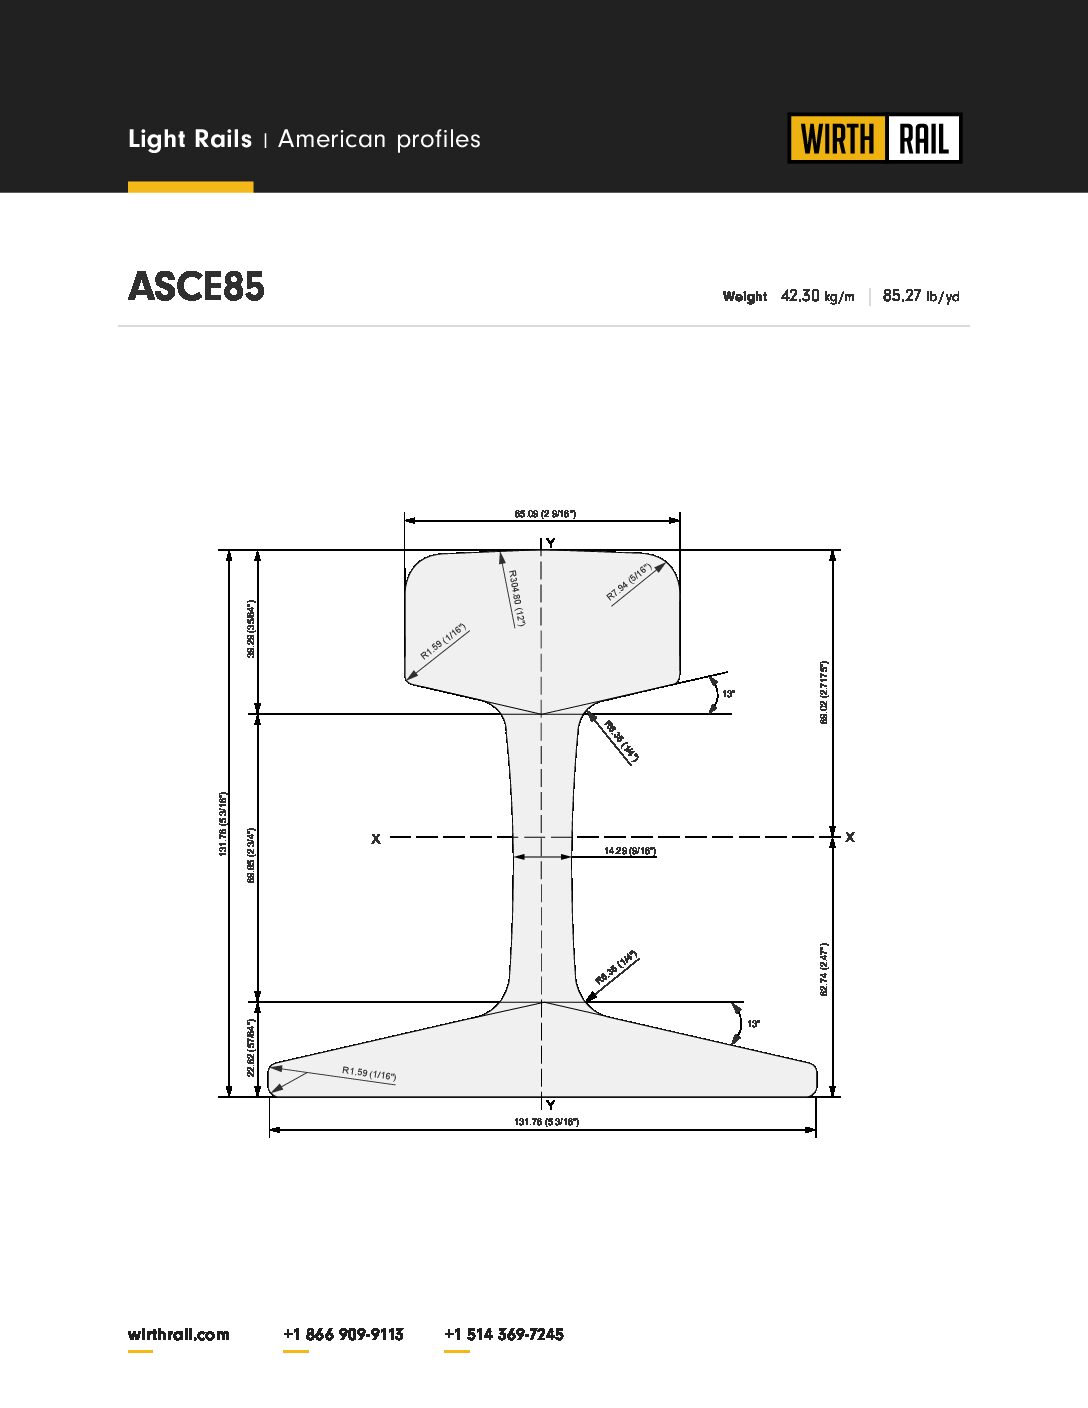 Light Rails | American profiles
WIRTH RAIL
ASCE85
Weight 42.30 kg/m | 85.27 lb/yd
65.09 (2 9/16")
Y
R304.80 (12")
R7.94 (5/16")
R1.59 (1/16")
39.29 (35/64")
69.02 (2.7175")
13°
R6.35 (1/4")
131.76 (5 3/16")
69.85 (2 3/4")
X
X
14.29 (9/16")
62.74 (2.47")
R6.35 (1/4")
22.62 (57/64")
13°
R1.59 (1/16")
Y
131.76 (5 3/16")
wirthrail.com +1 866 909-9113 +1 514 369-7245